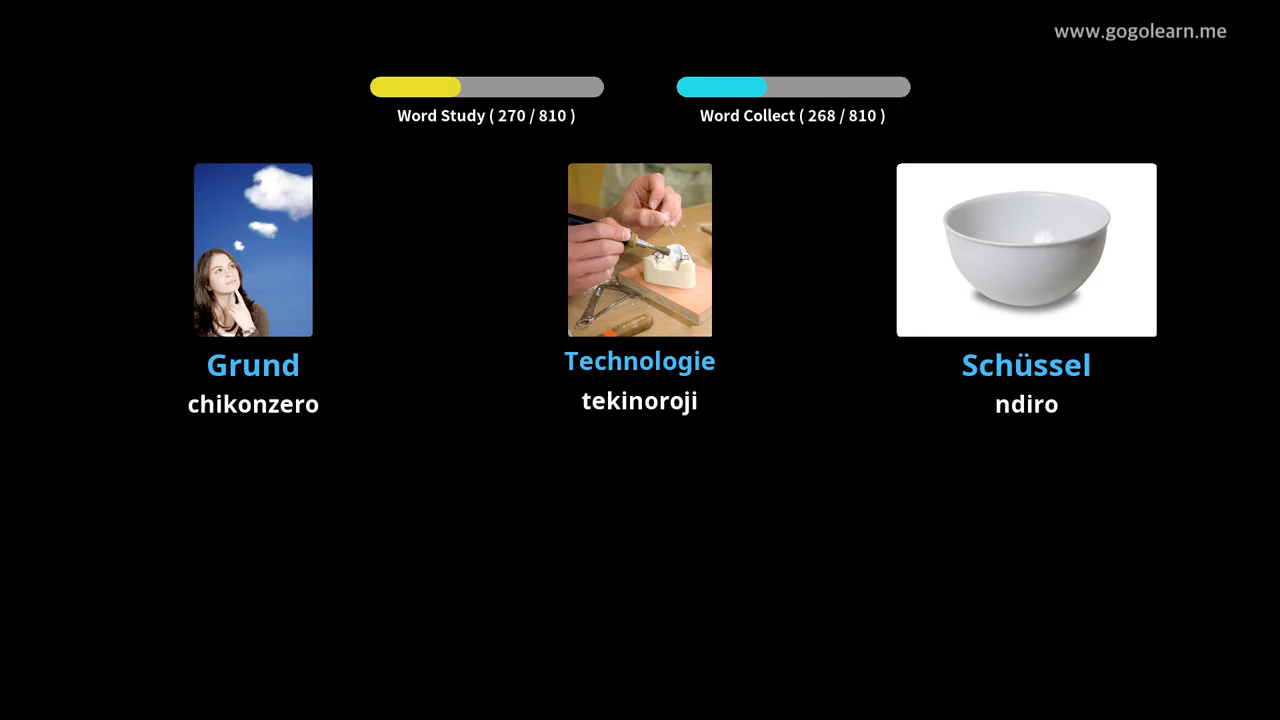 www.gogolearn.me
Word Study ( 270 / 810 )
Word Collect ( 268 / 810 )
Grund
Technologie
Schüssel
chikonzero
tekinoroji
ndiro